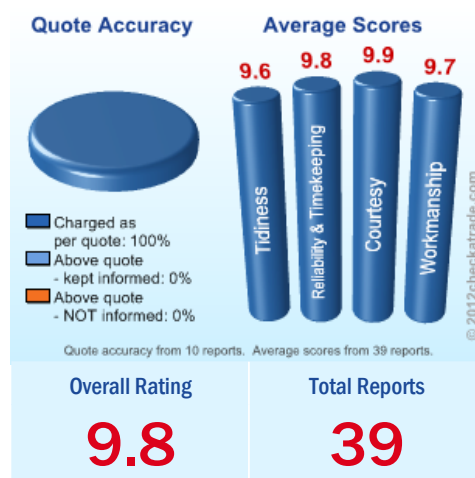 Quote Accuracy
Average Scores
9.6
9.8
9.9
9.7
Tidiness
Reliability & Timekeeping
Courtesy
Workmanship
Charged as
per quote: 100%
Above quote
- kept informed: 0%
Above quote
- NOT informed: 0%
© 2012checkatrade.com
Quote accuracy from 10 reports. Average scores from 39 reports.
Overall Rating
Total Reports
9.8
39